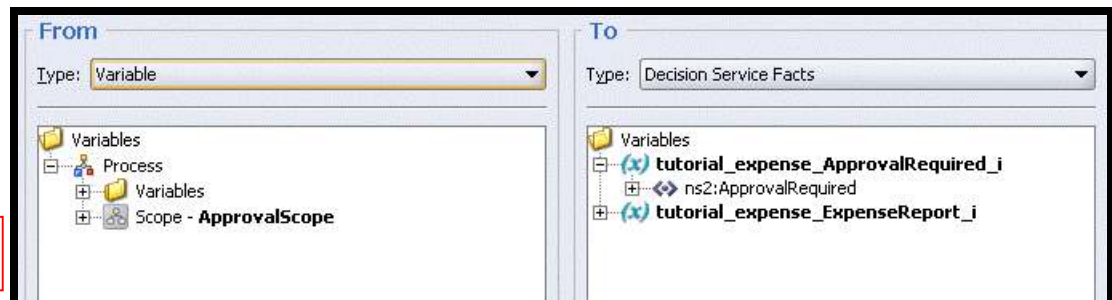 From
Type: Variable
Variables
Process
Variables
Scope - ApprovalScope
To
Type: Decision Service Facts
Variables
(x) tutorial_expense_ApprovalRequired_i
ns2:ApprovalRequired
(x) tutorial_expense_ExpenseReport_i